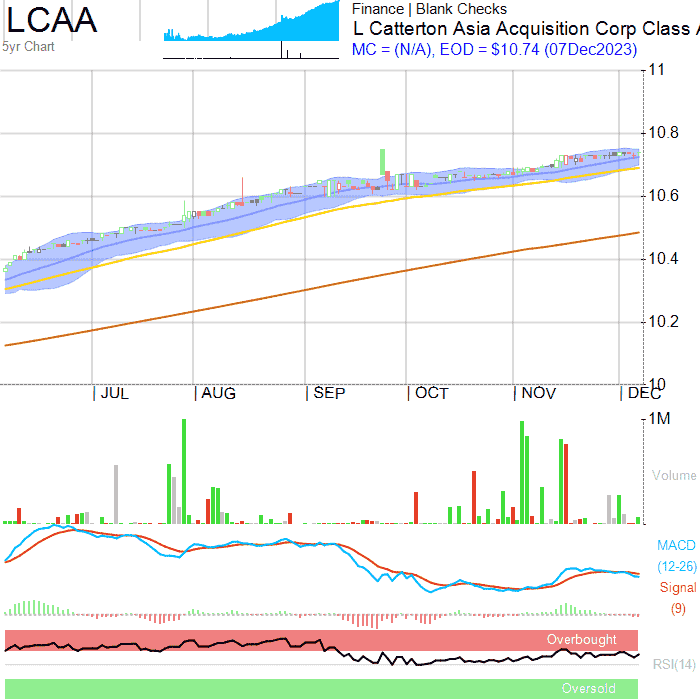 LCAA
5yr Chart
Finance | Blank Checks
L Catterton Asia Acquisition Corp Class A
MC = (N/A), EOD = $10.74 (07Dec2023)
11
10.8
10.6
10.4
10.2
10
JUL AUG SEP OCT NOV DEC
1M
Volume
MACD
(12-26)
Signal
(9)
Overbought
RSI(14)
Oversold